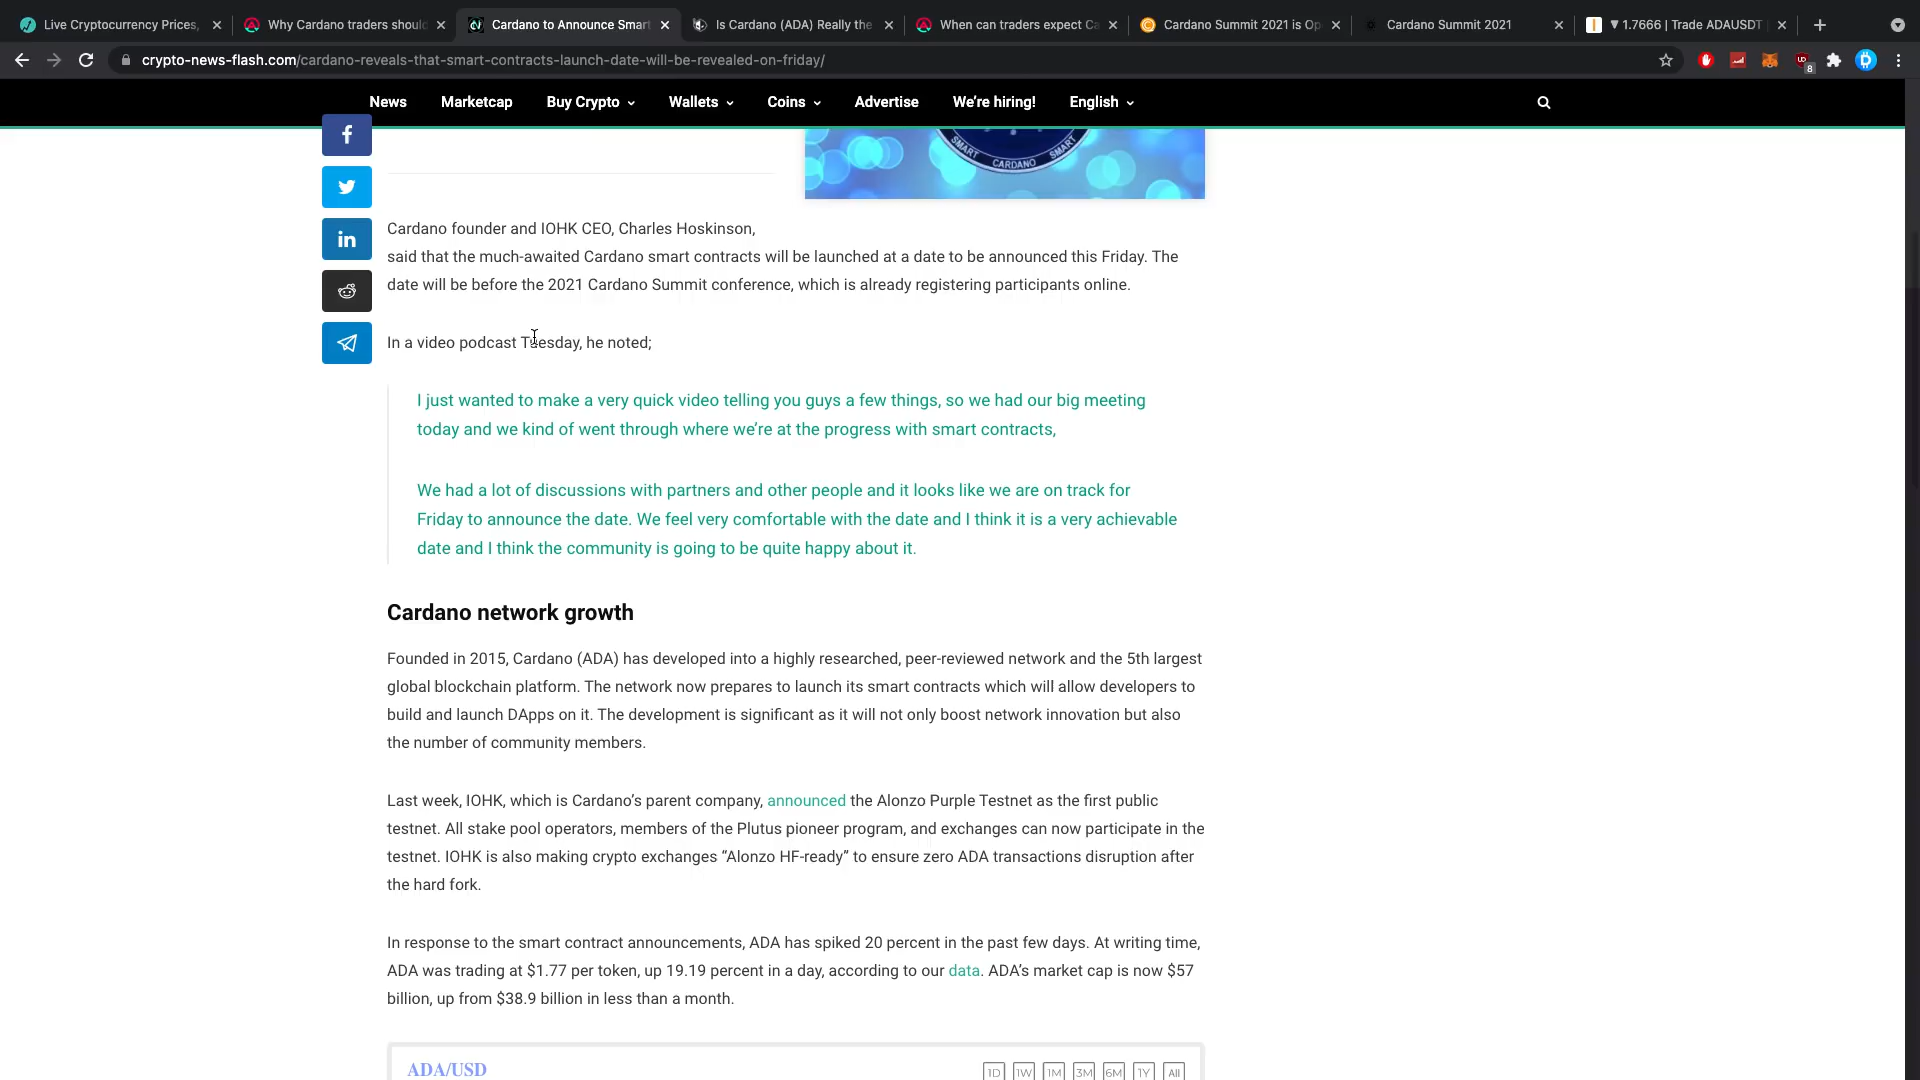 Live Cryptocurrency Prices,
Why Cardano traders shoul
Cardano to Announce Smart
Is Cardano (ADA) Really the
When can traders expect Ca
Cardano Summit 2021 is Op
Cardano Summit 2021
▼ 1.7666 | Trade ADAUSDT
crypto-news-flash.com/cardano-reveals-that-smart-contracts-launch-date-will-be-revealed-on-friday/
8
News
Marketcap
Buy Crypto
Wallets
Coins
Advertise
We're hiring!
English
SMART CARDANO SMART
Cardano founder and IOHK CEO, Charles Hoskinson,
said that the much-awaited Cardano smart contracts will be launched at a date to be announced this Friday. The
date will be before the 2021 Cardano Summit conference, which is already registering participants online.
In a video podcast Tuesday, he noted;
I just wanted to make a very quick video telling you guys a few things, so we had our big meeting
today and we kind of went through where we're at the progress with smart contracts,
We had a lot of discussions with partners and other people and it looks like we are on track for
Friday to announce the date. We feel very comfortable with the date and I think it is a very achievable
date and I think the community is going to be quite happy about it.
Cardano network growth
Founded in 2015, Cardano (ADA) has developed into a highly researched, peer-reviewed network and the 5th largest
global blockchain platform. The network now prepares to launch its smart contracts which will allow developers to
build and launch DApps on it. The development is significant as it will not only boost network innovation but also
the number of community members.
Last week, IOHK, which is Cardano's parent company, announced the Alonzo Purple Testnet as the first public
testnet. All stake pool operators, members of the Plutus pioneer program, and exchanges can now participate in the
testnet. IOHK is also making crypto exchanges “Alonzo HF-ready” to ensure zero ADA transactions disruption after
the hard fork.
In response to the smart contract announcements, ADA has spiked 20 percent in the past few days. At writing time,
ADA was trading at $1.77 per token, up 19.19 percent in a day, according to our data. ADA's market cap is now $57
billion, up from $38.9 billion in less than a month.
ADA/USD
1D 1W 1M 3M 6M 1Y All